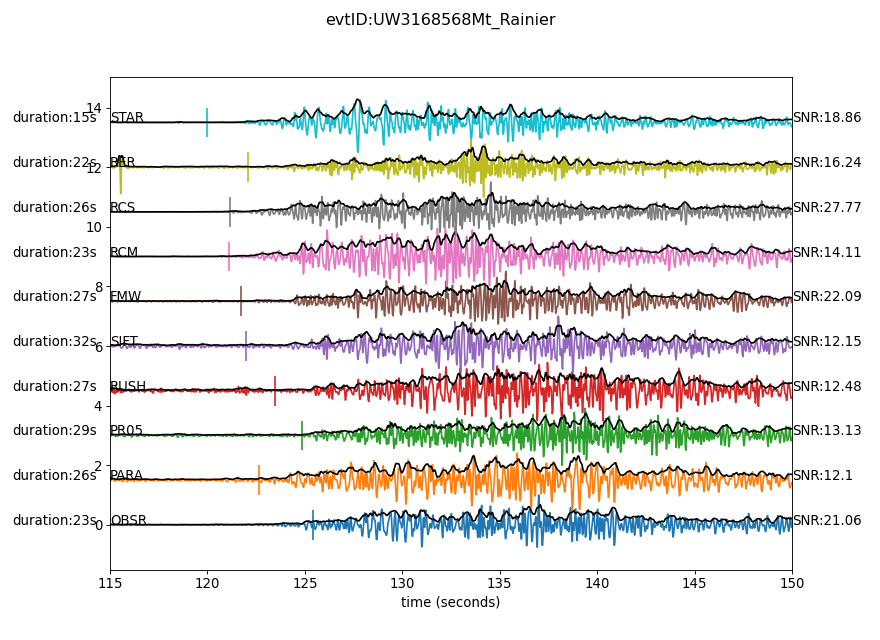 evtID:UW3168568Mt_Rainier
14
duration:15s STAR SNR:18.86
duration:22s PAR SNR:16.24
12
duration:26s RCS SNR:27.77
10
duration:23s RCM SNR:14.11
8
duration:27s FMW SNR:22.09
duration:32s SIFT SNR:12.15
6
duration:27s RUSH SNR:12.48
4
duration:29s PR05 SNR:13.13
2
duration:26s PARA SNR:12.1
duration:23s OBSR SNR:21.06
0
115 120 125 130 135 140 145 150
time (seconds)